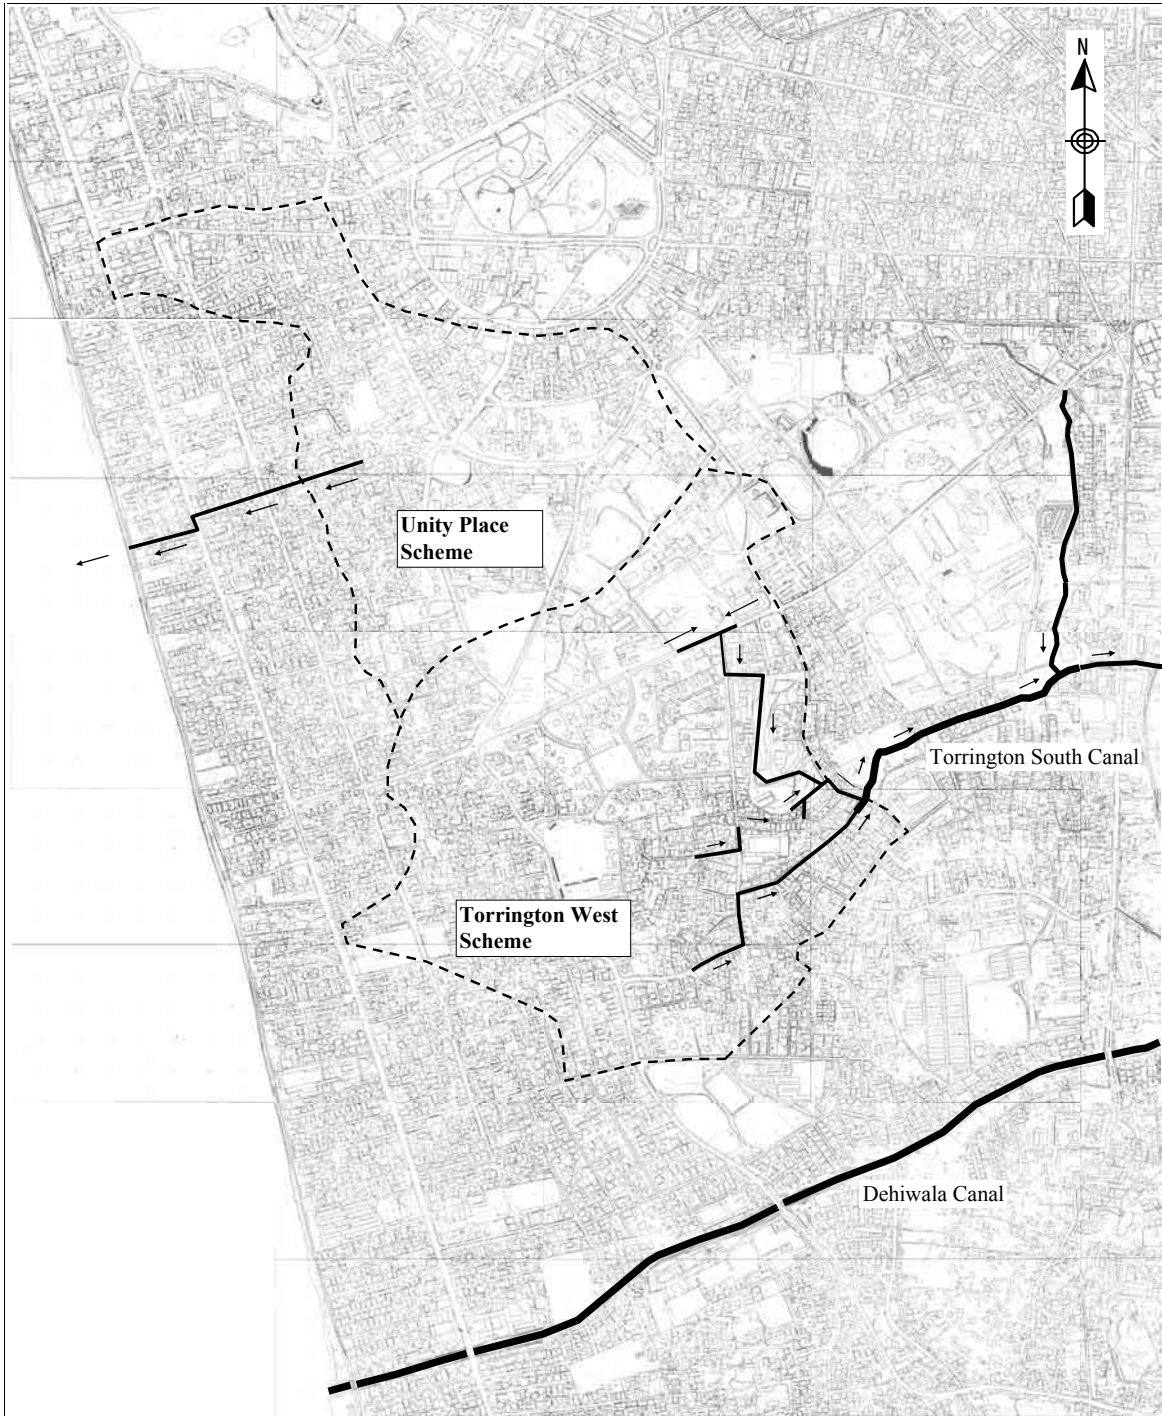 N
Unity Place
Scheme
Torrington South Canal
Torrington West
Scheme
Dehiwala Canal